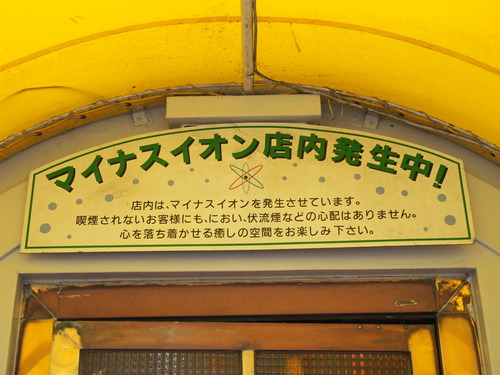 マイナスイオン店内発生中!
店内は、マイナスイオンを発生させています。
喫煙されないお客様にも、におい、伏流煙などの心配はありません。
心を落ち着かせる癒しの空間をお楽しみ下さい。